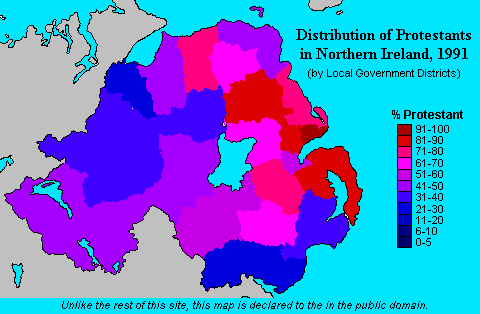 Distribution of Protestants
in Northern Ireland, 1991
(by Local Government Districts)
% Protestant
91-100
81-90
71-80
61-70
51-60
41-50
31-40
21-30
11-20
6-10
0-5
Unlike the rest of this site, this map is declared to the in the public domain.